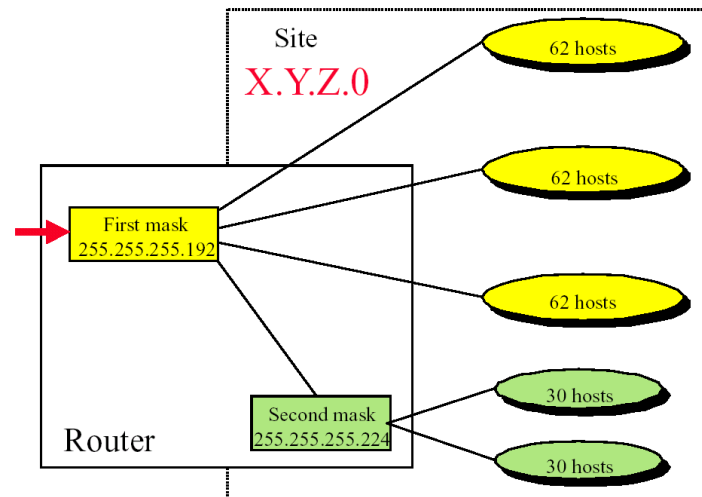 Site
X.Y.Z.0
62 hosts
62 hosts
First mask
255.255.255.192
62 hosts
30 hosts
Second mask
255.255.255.224
Router
30 hosts